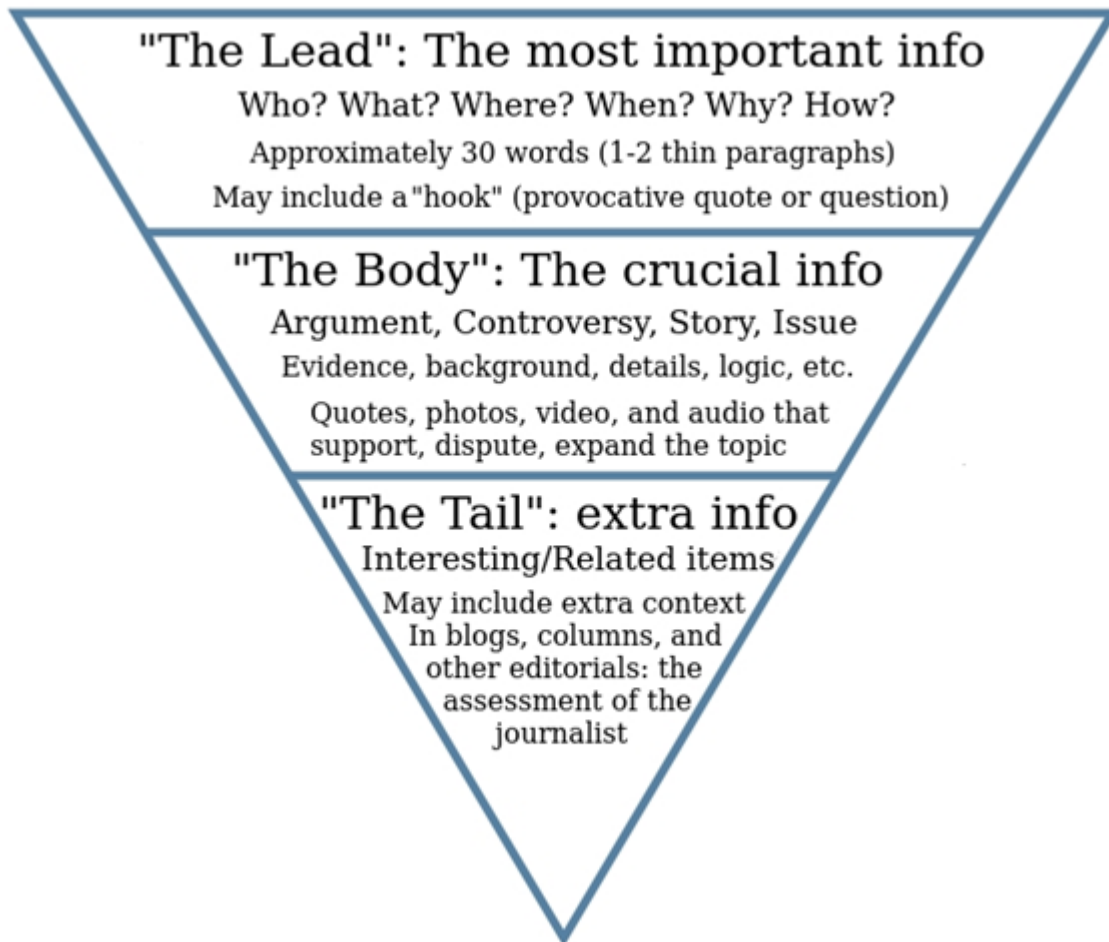 "The Lead": The most important info
Who? What? Where? When? Why? How?
Approximately 30 words (1-2 thin paragraphs)
May include a "hook" (provocative quote or question)
"The Body": The crucial info
Argument, Controversy, Story, Issue
Evidence, background, details, logic, etc.
Quotes, photos, video, and audio that
support, dispute, expand the topic
"The Tail": extra info
Interesting/Related items
May include extra context
In blogs, columns, and
other editorials: the
assessment of the
journalist